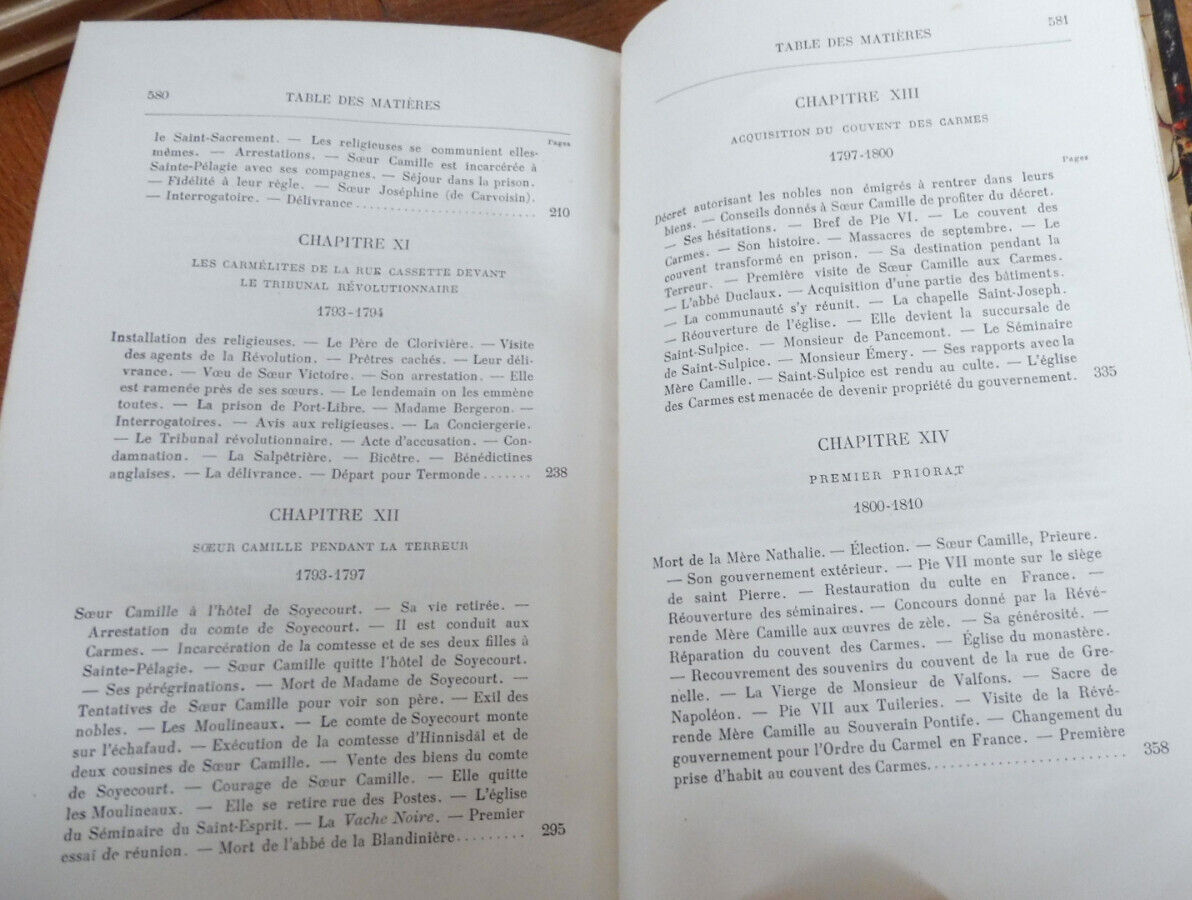 580 TABLE DES MATIÈRES
Pages
le Saint-Sacrement. — Les religieuses se communient elles-
mêmes. — Arrestations. — Sœur Camille est incarcérée à
Sainte-Pélagie avec ses compagnes. — Séjour dans la prison.
— Fidélité à leur règle. — Sœur Joséphine (de Carvoisin).
— Interrogatoire. — Délivrance . . . . . . . . . . . . . . . . . . . . . . 210
CHAPITRE XI
LES CARMÉLITES DE LA RUE CASSETTE DEVANT
LE TRIBUNAL RÉVOLUTIONNAIRE
1793-1794
Installation des religieuses. — Le Père de Clorivière. — Visite
des agents de la Révolution. — Prêtres cachés. — Leur déli-
vrance. — Vœu de Sœur Victoire. — Son arrestation. — Elle
est ramenée près de ses sœurs. — Le lendemain on les emmène
toutes. — La prison de Port-Libre. — Madame Bergeron. —
Interrogatoires. — Avis aux religieuses. — La Conciergerie.
— Le Tribunal révolutionnaire. — Acte d'accusation. — Con-
damnation. — La Salpêtrière. — Bicêtre. — Bénédictines
anglaises. — La délivrance. — Départ pour Termonde . . . . . . . 238
CHAPITRE XII
SŒUR CAMILLE PENDANT LA TERREUR
1793-1797
Sœur Camille à l'hôtel de Soyecourt. — Sa vie retirée. —
Arrestation du comte de Soyecourt. — Il est conduit aux
Carmes. — Incarcération de la comtesse et de ses deux filles à
Sainte-Pélagie. — Sœur Camille quitte l'hôtel de Soyecourt.
— Ses pérégrinations. — Mort de Madame de Soyecourt. —
Tentatives de Sœur Camille pour voir son père. — Exil des
nobles. — Les Moulineaux. — Le comte de Soyecourt monte
sur l'échafaud. — Exécution de la comtesse d'Hinnisdâl et de
deux cousines de Sœur Camille. — Vente des biens du comte
de Soyecourt. — Courage de Sœur Camille. — Elle quitte
les Moulineaux. — Elle se retire rue des Postes. — L'église
du Séminaire du Saint-Esprit. — La Vache Noire. — Premier
essai de réunion. — Mort de l'abbé de la Blandinière . . . . . . . . . 295
TABLE DES MATIÈRES 581
CHAPITRE XIII
ACQUISITION DU COUVENT DES CARMES
1797-1800
Pages
Décret autorisant les nobles non émigrés à rentrer dans leurs
biens. — Conseils donnés à Sœur Camille de profiter du décret.
— Ses hésitations. — Bref de Pie VI. — Le couvent des
Carmes. — Son histoire. — Massacres de septembre. — Le
couvent transformé en prison. — Sa destination pendant la
Terreur. — Première visite de Sœur Camille aux Carmes.
— L'abbé Duclaux. — Acquisition d'une partie des bâtiments.
— La communauté s'y réunit. — La chapelle Saint-Joseph.
— Réouverture de l'église. — Elle devient la succursale de
Saint-Sulpice. — Monsieur de Pancemont. — Le Séminaire
de Saint-Sulpice. — Monsieur Émery. — Ses rapports avec la
Mère Camille. — Saint-Sulpice est rendu au culte. — L'église
des Carmes est menacée de devenir propriété du gouvernement. 335
CHAPITRE XIV
PREMIER PRIORAT
1800-1810
Mort de la Mère Nathalie. — Élection. — Sœur Camille, Prieure.
— Son gouvernement extérieur. — Pie VII monte sur le siège
de saint Pierre. — Restauration du culte en France. —
Réouverture des séminaires. — Concours donné par la Révé-
rende Mère Camille aux œuvres de zèle. — Sa générosité. —
Réparation du couvent des Carmes. — Église du monastère.
— Recouvrement des souvenirs du couvent de la rue de Gre-
nelle. — La Vierge de Monsieur de Valfons. — Sacre de
Napoléon. — Pie VII aux Tuileries. — Visite de la Révé-
rende Mère Camille au Souverain Pontife. — Changement du
gouvernement pour l'Ordre du Carmel en France. — Première
prise d'habit au couvent des Carmes. . . . . . . . . . . . . . . . . . . . . . . . 358